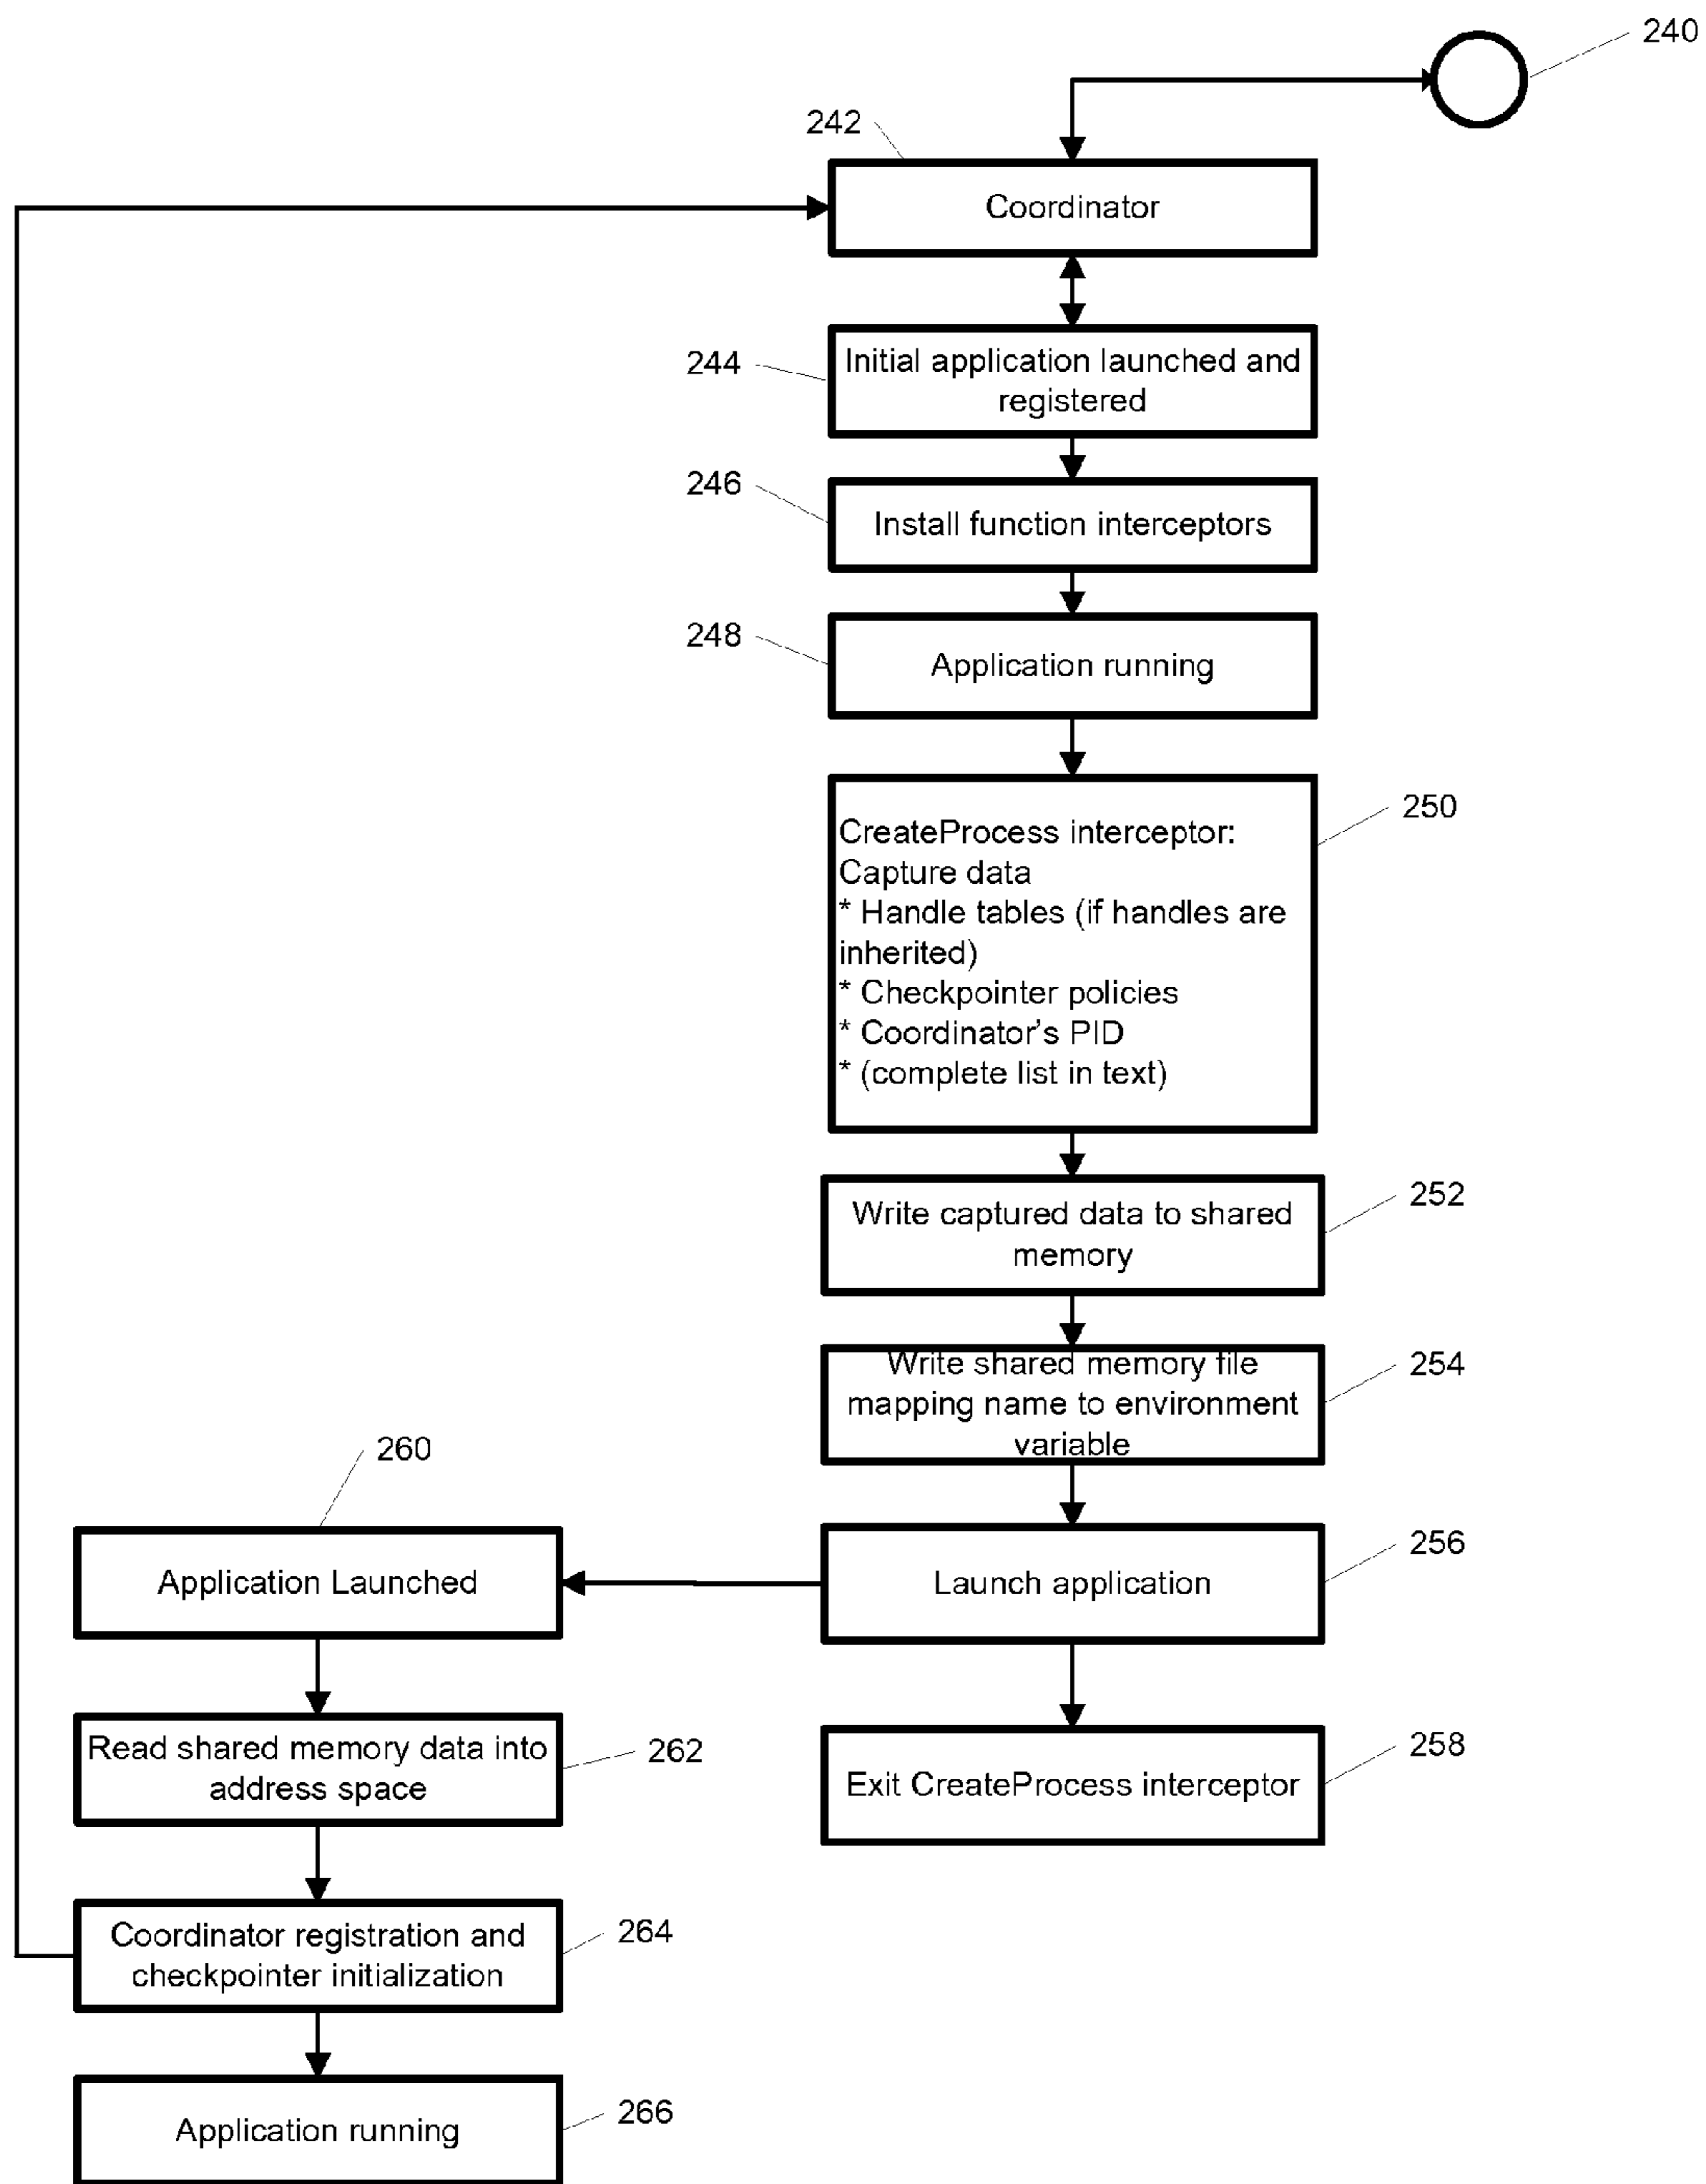 240
242
Coordinator
244
Initial application launched and
registered
246
Install function interceptors
248
Application running
250
CreateProcess interceptor:
Capture data
* Handle tables (if handles are
inherited)
* Checkpointer policies
* Coordinator's PID
* (complete list in text)
252
Write captured data to shared
memory
254
Write shared memory file
mapping name to environment
variable
260
256
Application Launched
Launch application
262
Read shared memory data into
address space
258
Exit CreateProcess interceptor
264
Coordinator registration and
checkpointer initialization
266
Application running